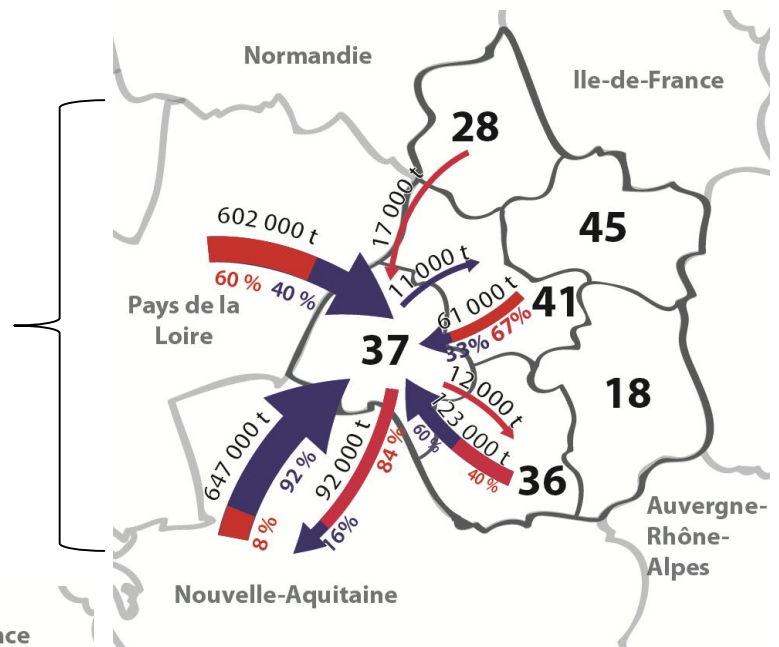 Normandie
Ile-de-France
28
17 000 t
602 000 t
45
11 000 t
60 %
40 %
61 000 t
41
Pays de la
Loire
33%
67%
37
12 000 t
18
123 000 t
647 000 t
92 000 t
60%
84 %
92 %
40 %
36
8 %
16%
Auvergne-
Rhône-
Alpes
Nouvelle-Aquitaine
nce